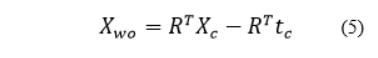 X_{wo} = R^T X_c − R^T t_c (5)